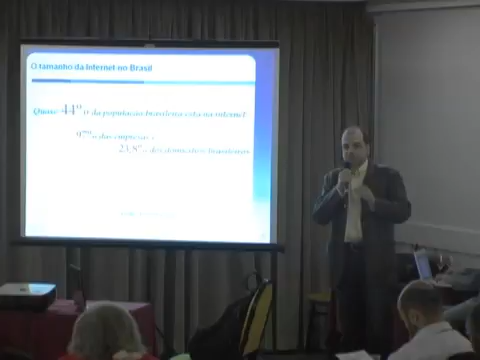 O tamanho da Internet no Brasil
Quase 44% da população brasileira está na internet:
97% das empresas e
23,8% dos domicílios brasileiros